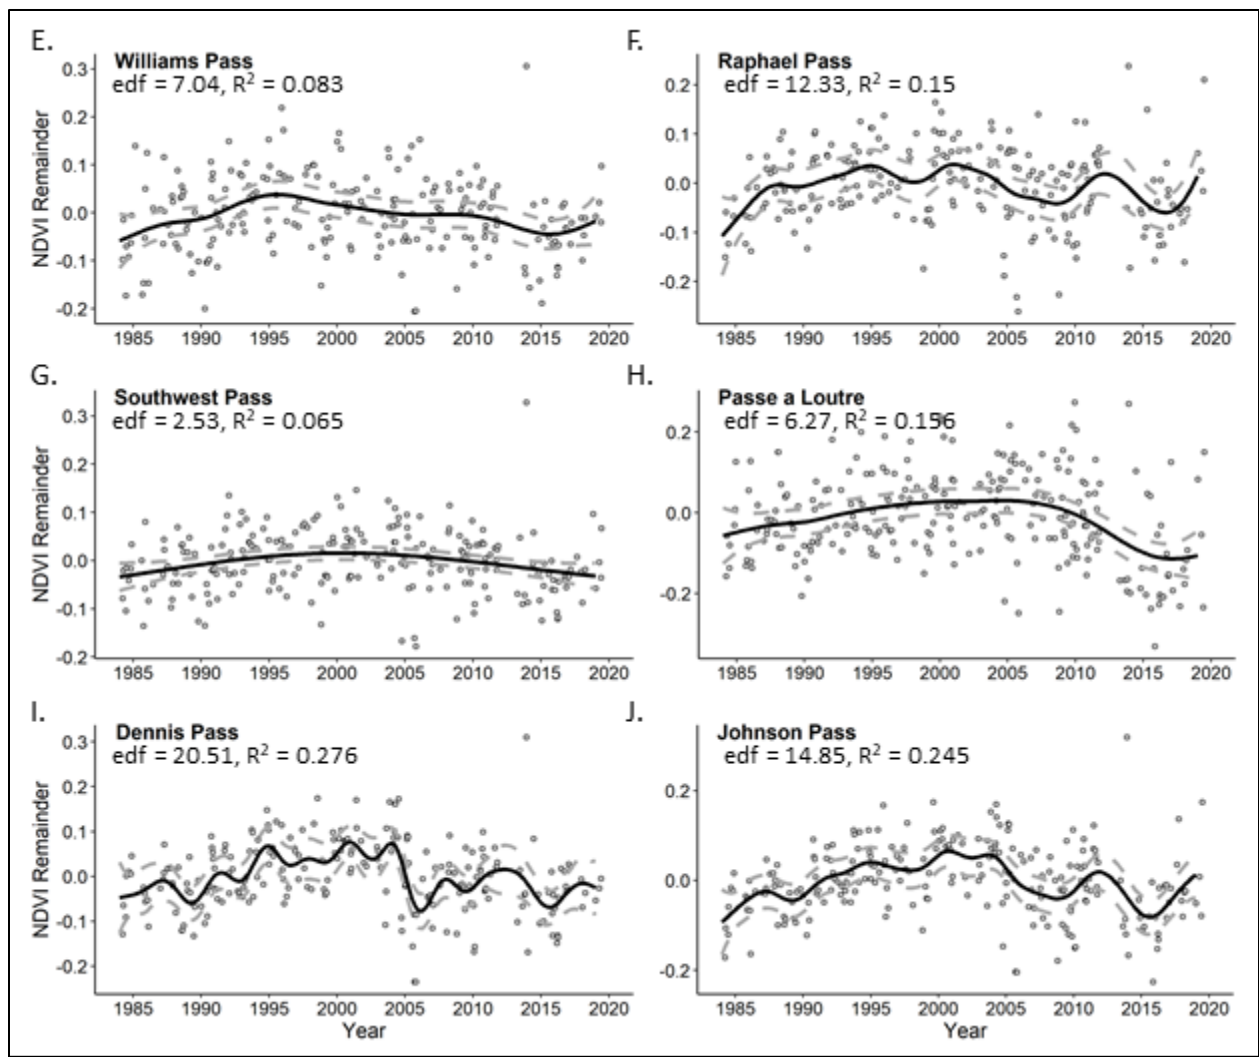 E.
Williams Pass
edf = 7.04, R² = 0.083
NDVI Remainder
0.3
0.2
0.1
0.0
-0.1
-0.2
1985 1990 1995 2000 2005 2010 2015 2020
F.
Raphael Pass
edf = 12.33, R² = 0.15
0.2
0.1
0.0
-0.1
-0.2
1985 1990 1995 2000 2005 2010 2015 2020
G.
Southwest Pass
edf = 2.53, R² = 0.065
NDVI Remainder
0.3
0.2
0.1
0.0
-0.1
-0.2
1985 1990 1995 2000 2005 2010 2015 2020
H.
Passe a Loutre
edf = 6.27, R² = 0.156
0.2
0.0
-0.2
1985 1990 1995 2000 2005 2010 2015 2020
I.
Dennis Pass
edf = 20.51, R² = 0.276
NDVI Remainder
0.3
0.2
0.1
0.0
-0.1
-0.2
1985 1990 1995 2000 2005 2010 2015 2020
Year
J.
Johnson Pass
edf = 14.85, R² = 0.245
0.2
0.0
-0.2
1985 1990 1995 2000 2005 2010 2015 2020
Year